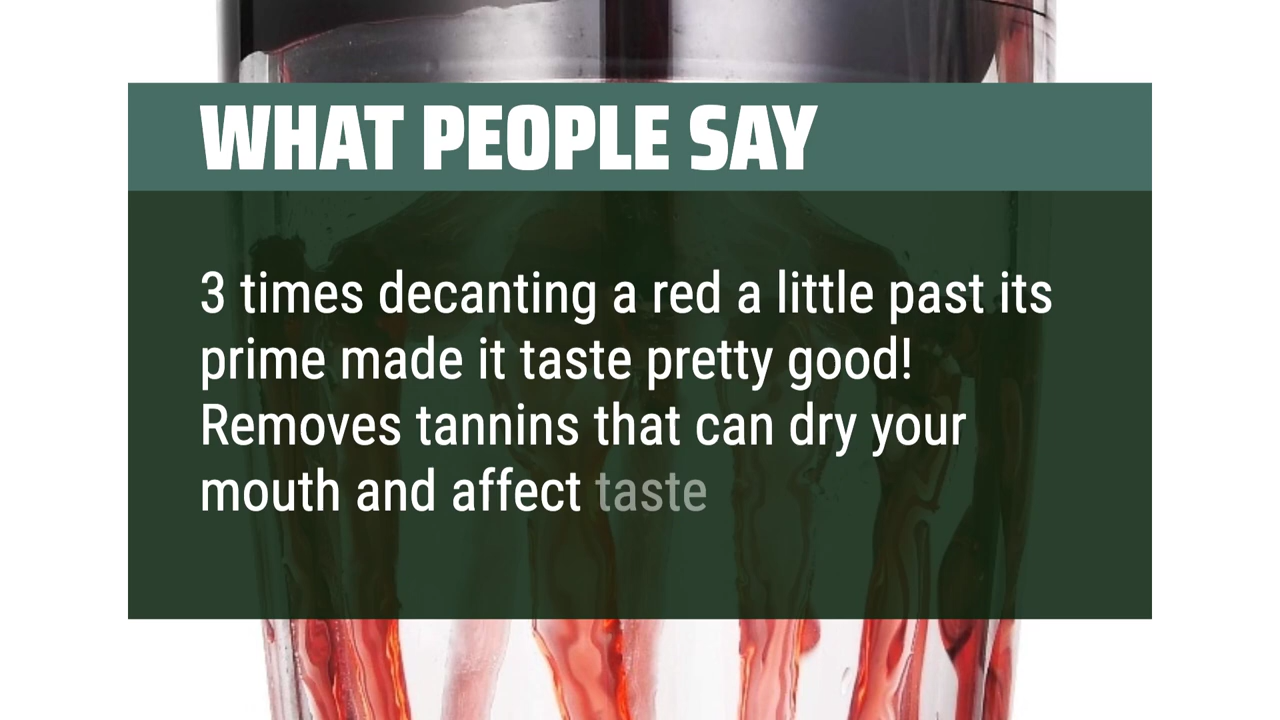 WHAT PEOPLE SAY
3 times decanting a red a little past its
prime made it taste pretty good!
Removes tannins that can dry your
mouth and affect taste